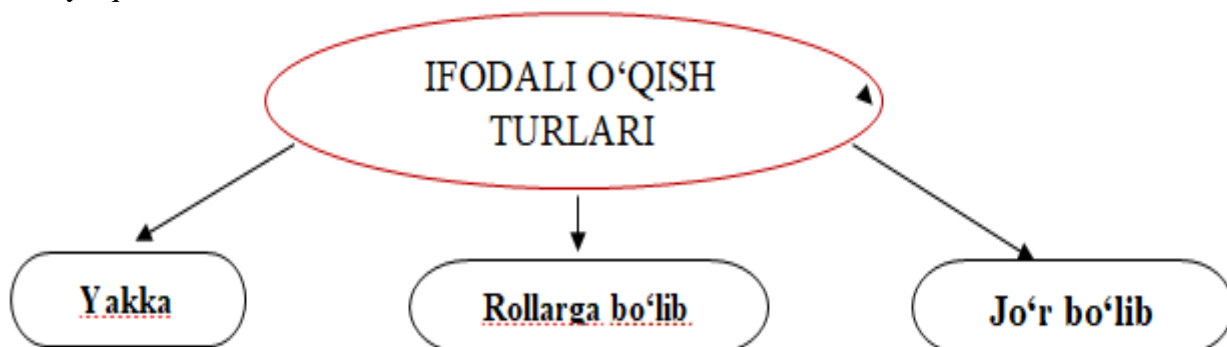 IFODALI O‘QISH
TURLARI
Yakka
Rollarga bo‘lib
Jo‘r bo‘lib